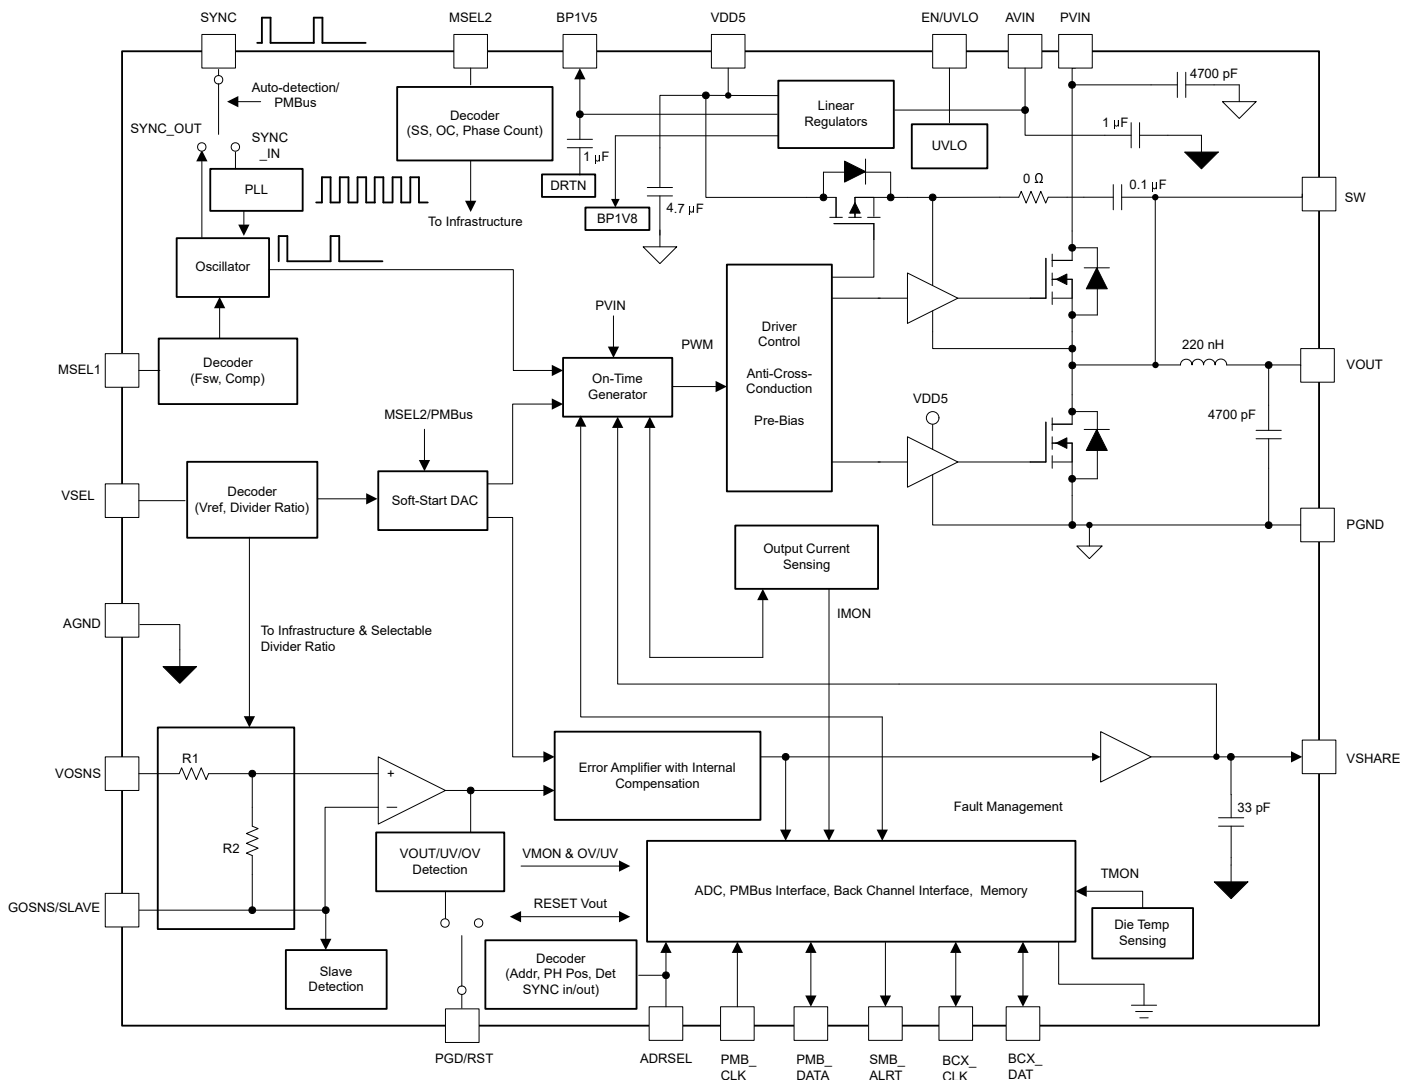 SYNC
MSEL2
BP1V5
VDD5
EN/UVLO
AVIN
PVIN
Auto-detection/
PMBus
SYNC_OUT
SYNC
_IN
PLL
Oscillator
Decoder
(SS, OC, Phase Count)
To Infrastructure
1 µF
DRTN
BP1V8
4.7 µF
Linear
Regulators
UVLO
4700 pF
1 µF
0 Ω
0.1 µF
SW
MSEL1
Decoder
(Fsw, Comp)
PVIN
On-Time
Generator
PWM
Driver
Control
Anti-Cross-
Conduction
Pre-Bias
VDD5
220 nH
VOUT
4700 pF
MSEL2/PMBus
VSEL
Decoder
(Vref, Divider Ratio)
Soft-Start DAC
PGND
Output Current
Sensing
IMON
AGND
To Infrastructure & Selectable
Divider Ratio
VOSNS
R1
R2
+
–
Error Amplifier with Internal
Compensation
VSHARE
33 pF
Fault Management
VOUT/UV/OV
Detection
VMON & OV/UV
RESET Vout
ADC, PMBus Interface, Back Channel Interface, Memory
TMON
Die Temp
Sensing
GOSNS/SLAVE
Slave
Detection
Decoder
(Addr, PH Pos, Det
SYNC in/out)
PGD/RST
ADRSEL
PMB_
CLK
PMB_
DATA
SMB_
ALRT
BCX_
CLK
BCX_
DAT